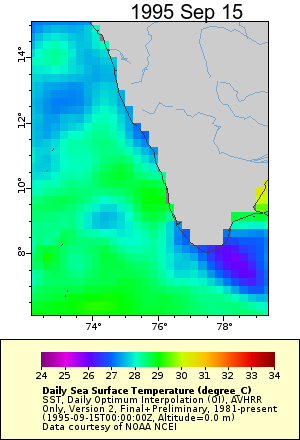 1995 Sep 15
14°
12°
10°
8°
74° 76° 78°
24 25 26 27 28 29 30 31 32 33 34
Daily Sea Surface Temperature (degree_C)
SST, Daily Optimum Interpolation (OI), AVHRR
Only, Version 2, Final+Preliminary, 1981-present
(1995-09-15T00:00:00Z, Altitude=0.0 m)
Data courtesy of NOAA NCEI